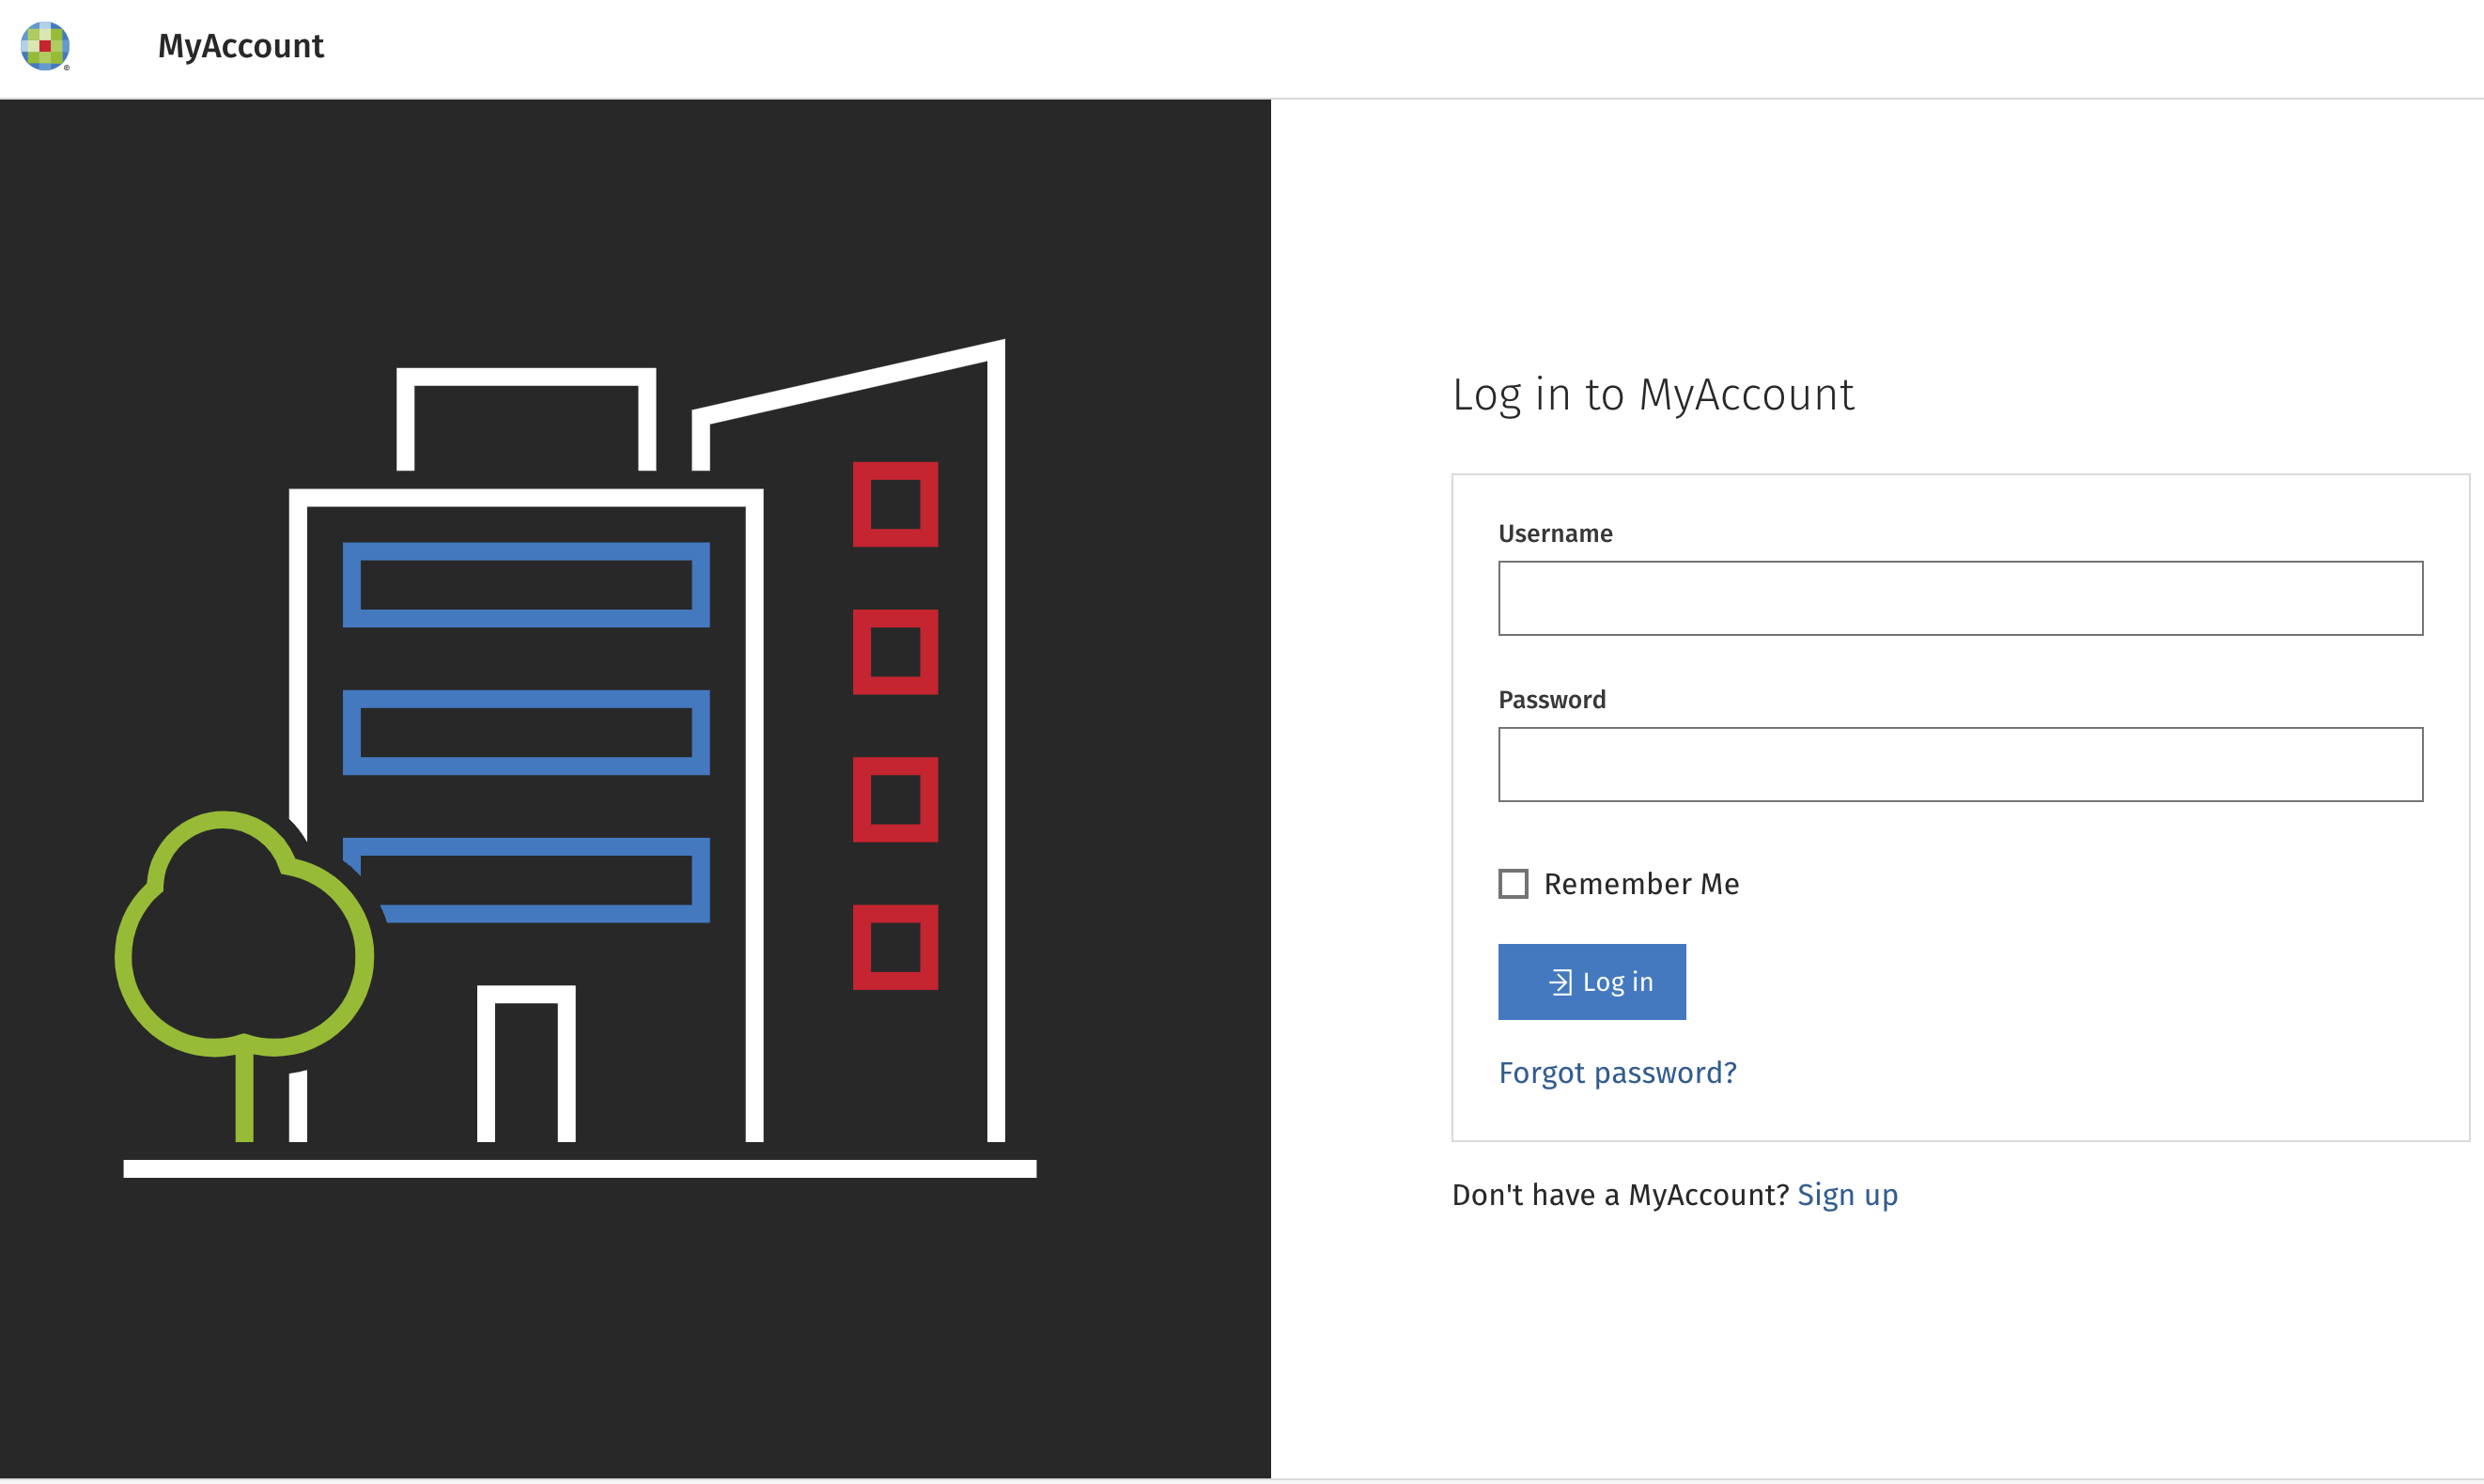 MyAccount
Log in to MyAccount
Username
Password
Remember Me
Log in
Forgot password?
Don't have a MyAccount? Sign up